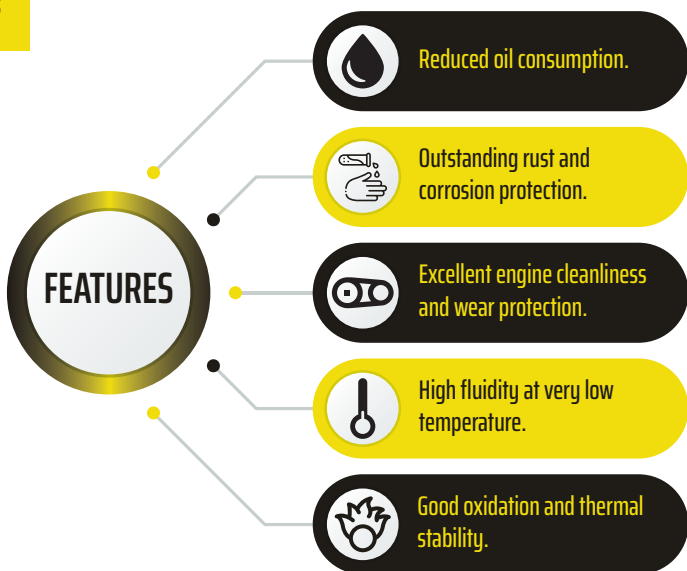 FEATURES
Reduced oil consumption.
Outstanding rust and
corrosion protection.
Excellent engine cleanliness
and wear protection.
High fluidity at very low
temperature.
Good oxidation and thermal
stability.